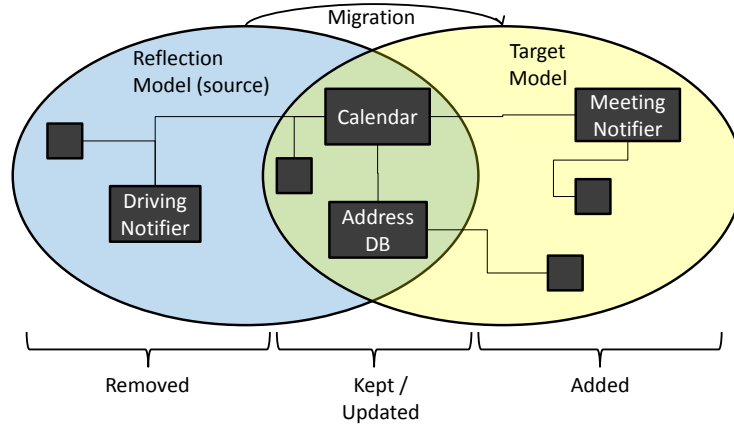 Migration
Reflection
Model (source)
Target
Model
Calendar
Meeting
Notifier
Driving
Notifier
Address
DB
Removed
Kept /
Updated
Added